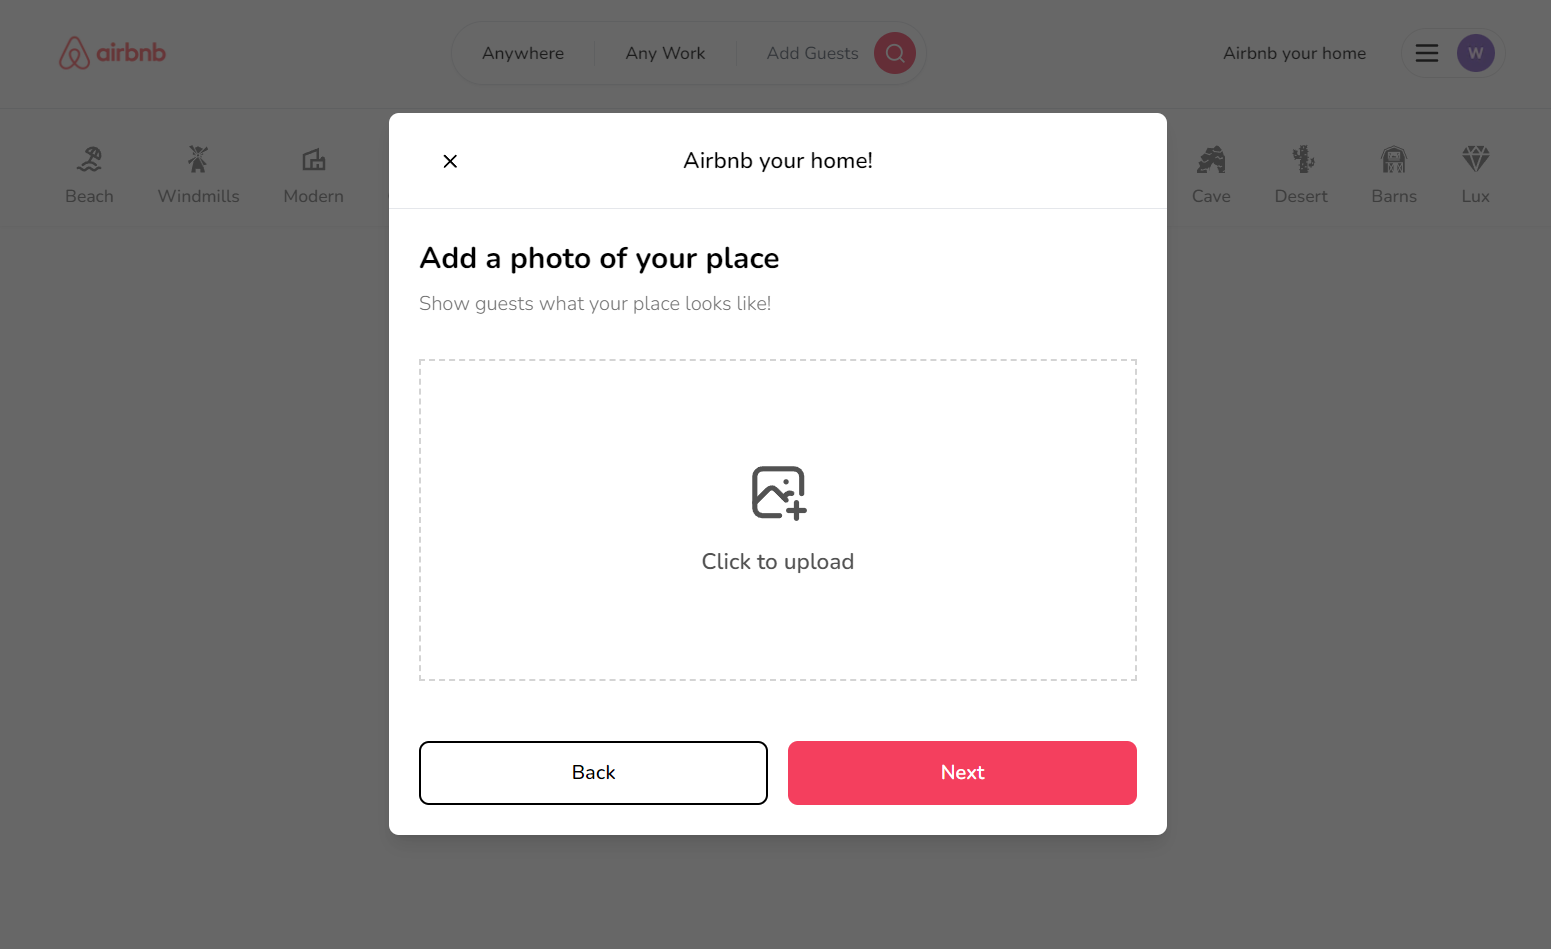 airbnb
Anywhere
Any Work
Add Guests
Airbnb your home
W
Beach
Windmills
Modern
Cave
Desert
Barns
Lux
Airbnb your home!
Add a photo of your place
Show guests what your place looks like!
Click to upload
Back
Next